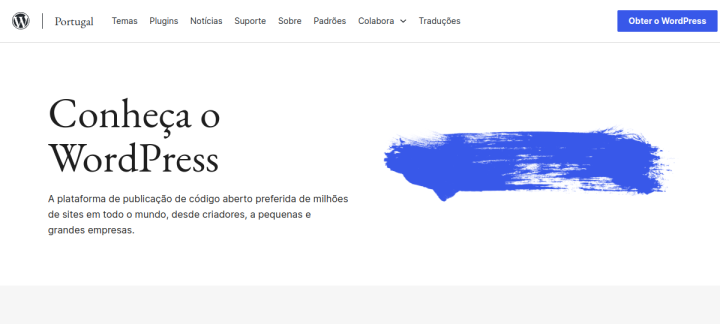 Portugal Temas Plugins Notícias Suporte Sobre Padrões Colabora Traduções Obter o WordPress
Conheça o
WordPress
A plataforma de publicação de código aberto preferida de milhões
de sites em todo o mundo, desde criadores, a pequenas e
grandes empresas.